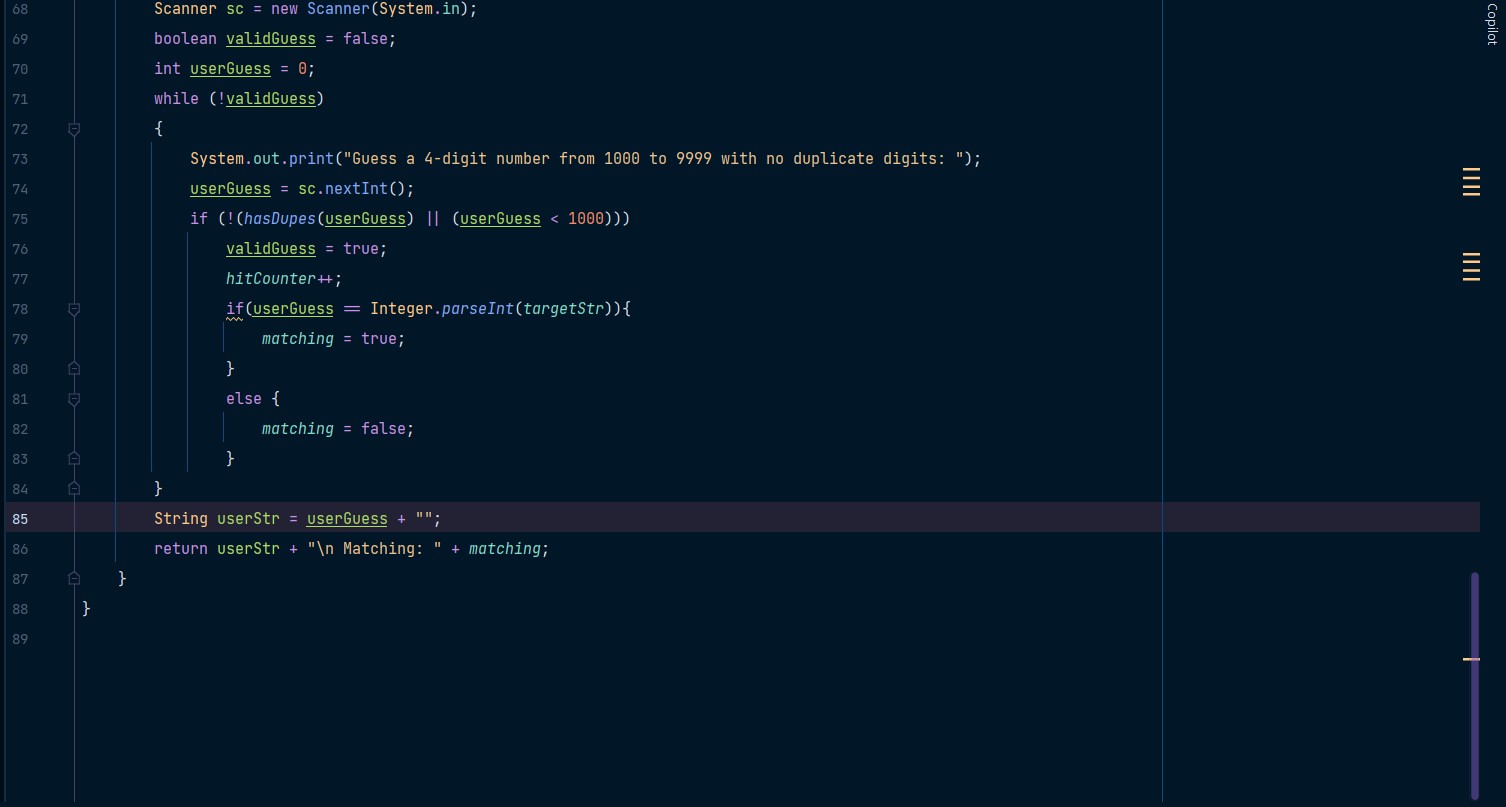 Copilot
68 Scanner sc = new Scanner(System.in);
69 boolean validGuess = false;
70 int userGuess = 0;
71 while (!validGuess)
72 {
73 System.out.print("Guess a 4-digit number from 1000 to 9999 with no duplicate digits: ");
74 userGuess = sc.nextInt();
75 if (!(hasDupes(userGuess) || (userGuess < 1000)))
76 validGuess = true;
77 hitCounter++;
78 if(userGuess == Integer.parseInt(targetStr)){
79 matching = true;
80 }
81 else {
82 matching = false;
83 }
84 }
85 String userStr = userGuess + "";
86 return userStr + "\n Matching: " + matching;
87 }
88 }
89